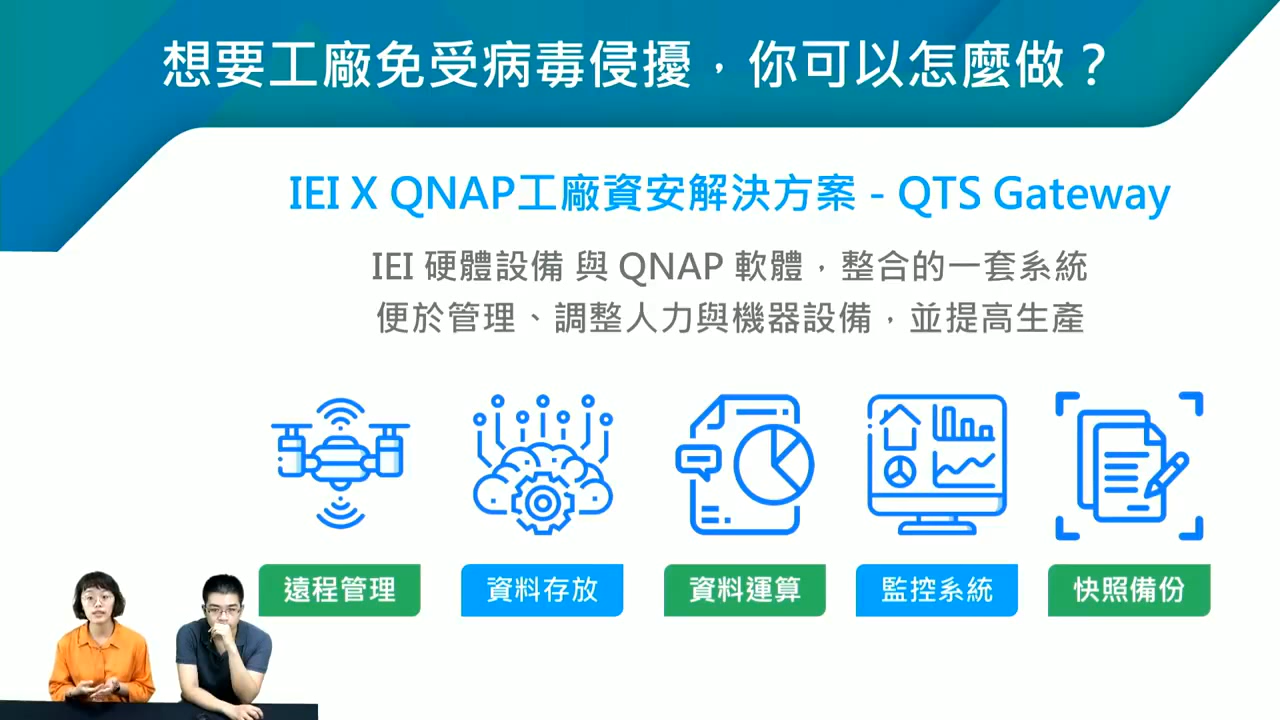 想要工廠免受病毒侵擾，你可以怎麼做？
IEI X QNAP工廠資安解決方案 - QTS Gateway
IEI 硬體設備 與 QNAP 軟體，整合的一套系統
便於管理、調整人力與機器設備，並提高生產
遠程管理
資料存放
資料運算
監控系統
快照備份